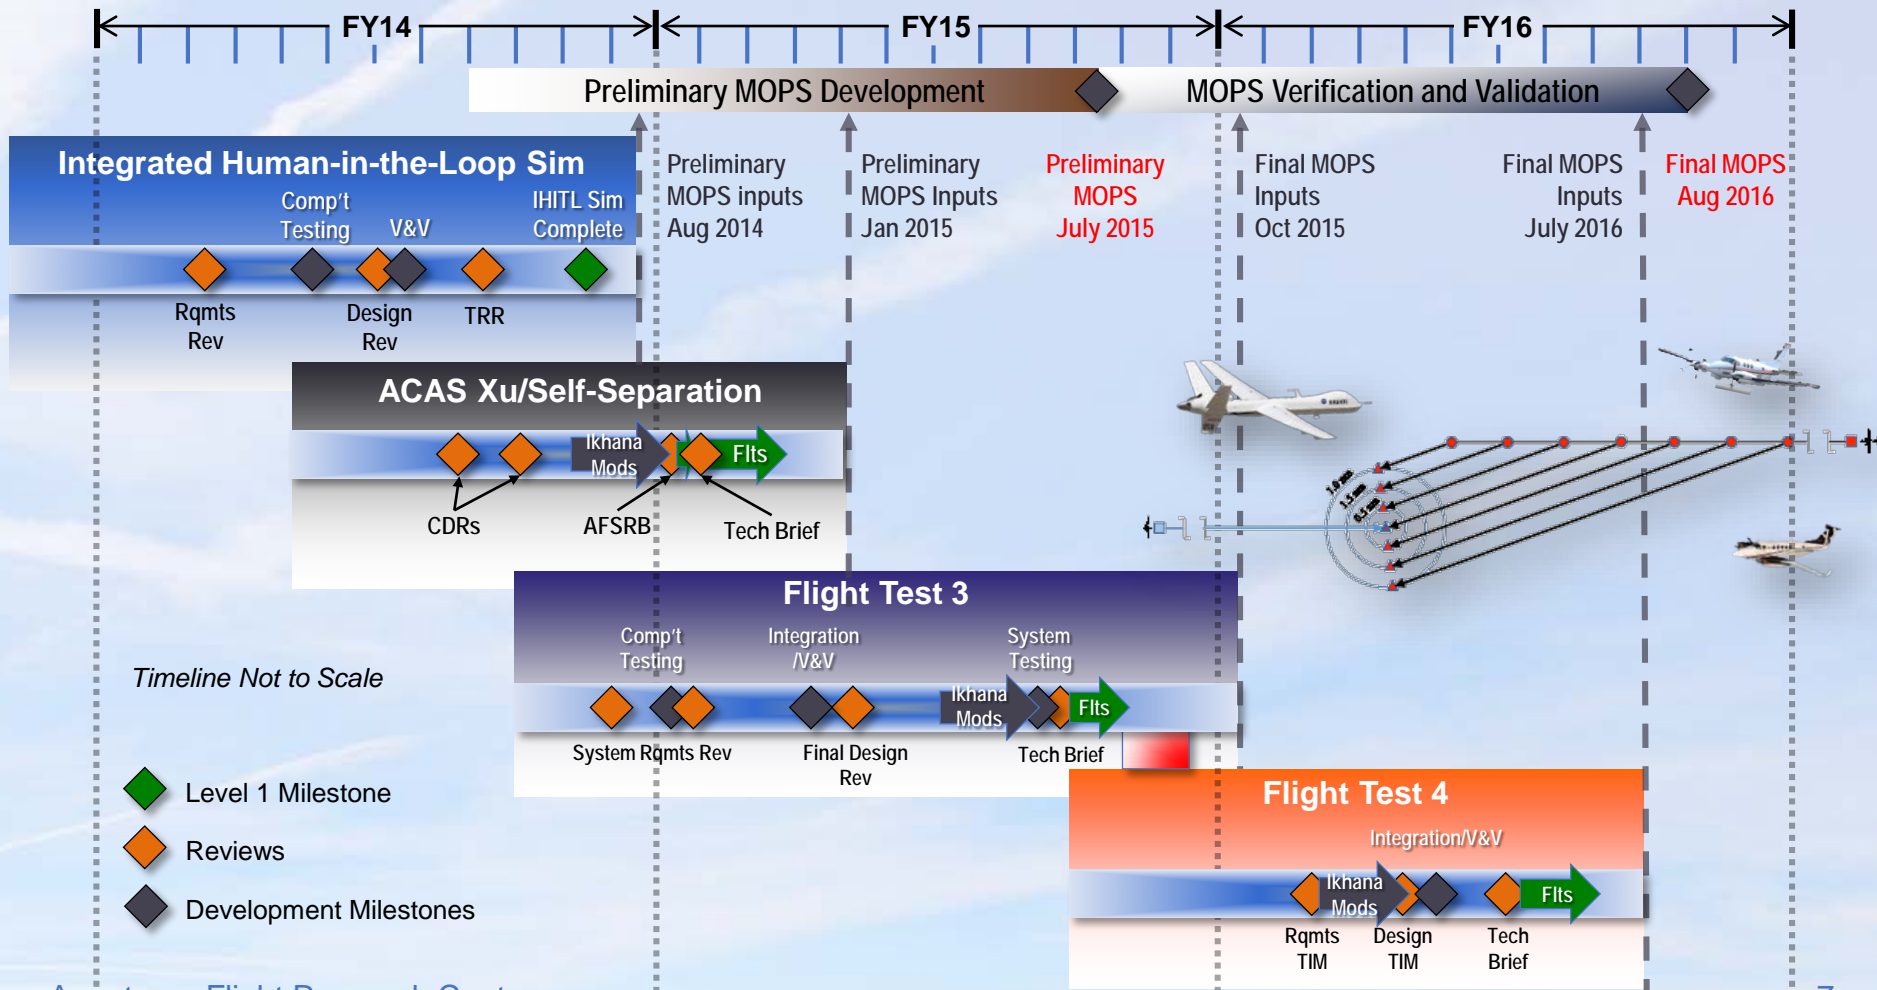 FY14
FY15
FY16
Preliminary MOPS Development
MOPS Verification and Validation
Integrated Human-in-the-Loop Sim
Comp't
Testing
V&V
IHITL Sim
Complete
Rqmts
Rev
Design
Rev
TRR
Preliminary
MOPS inputs
Aug 2014
Preliminary
MOPS Inputs
Jan 2015
Preliminary
MOPS
July 2015
Final MOPS
Inputs
Oct 2015
Final MOPS
Inputs
July 2016
Final MOPS
Aug 2016
ACAS Xu/Self-Separation
Ikhana
Mods
Flts
CDRs
AFSRB
Tech Brief
Flight Test 3
Comp't
Testing
Integration
/V&V
System
Testing
Ikhana
Mods
Flts
System Rqmts Rev
Final Design
Rev
Tech Brief
Timeline Not to Scale
Level 1 Milestone
Reviews
Development Milestones
Flight Test 4
Integration/V&V
Ikhana
Mods
Flts
Rqmts
TIM
Design
TIM
Tech
Brief
7